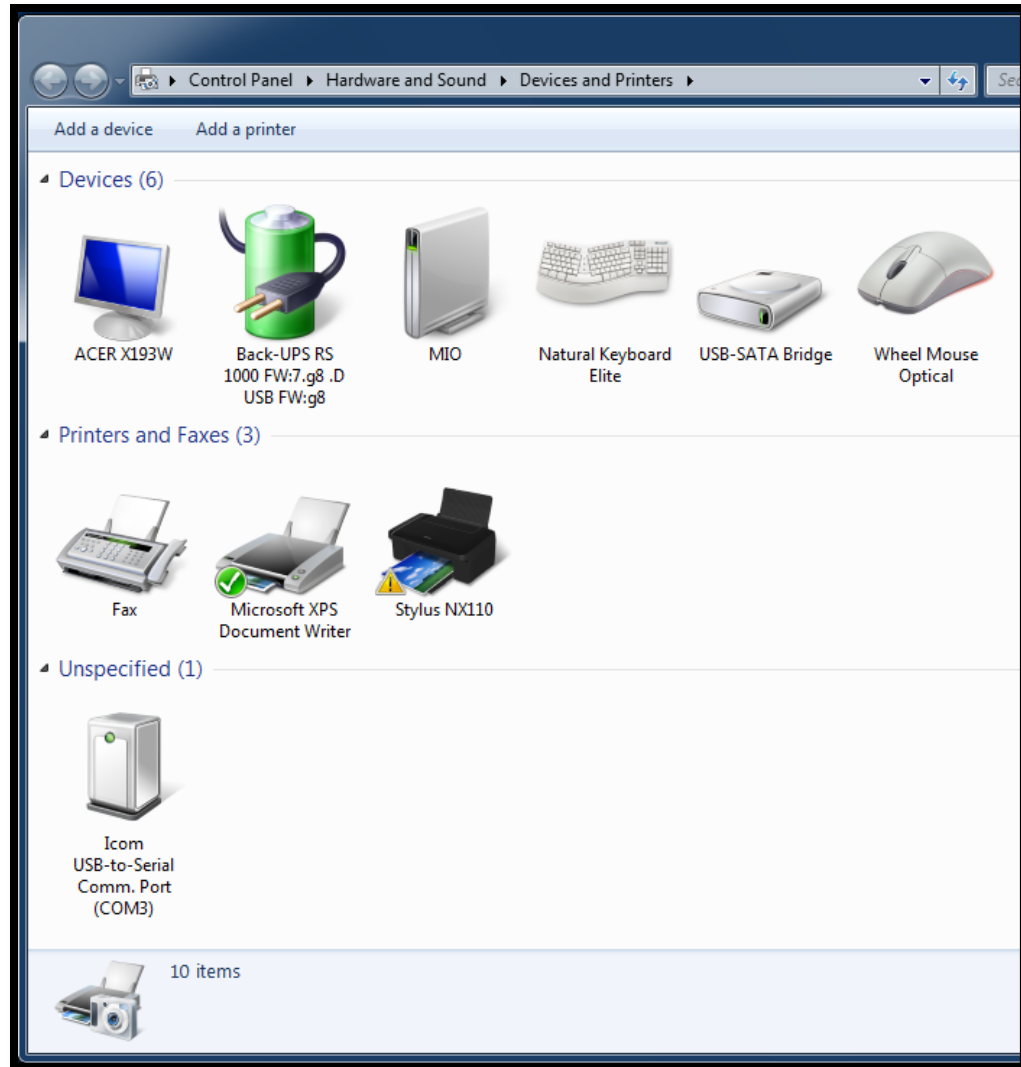 Control Panel Hardware and Sound Devices and Printers
Add a device Add a printer
Devices (6)
ACER X193W
Back-UPS RS
1000 FW:7.g8 .D
USB FW:g8
MIO
Natural Keyboard
Elite
USB-SATA Bridge
Wheel Mouse
Optical
Printers and Faxes (3)
Fax
Microsoft XPS
Document Writer
Stylus NX110
Unspecified (1)
Icom
USB-to-Serial
Comm. Port
(COM3)
10 items